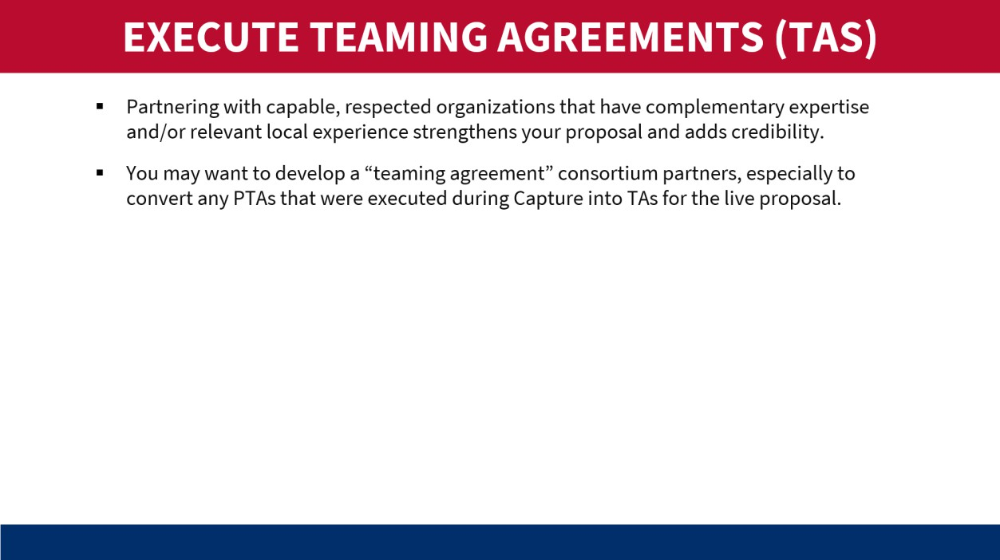 EXECUTE TEAMING AGREEMENTS (TAS)
▪ Partnering with capable, respected organizations that have complementary expertise
and/or relevant local experience strengthens your proposal and adds credibility.
▪ You may want to develop a “teaming agreement” consortium partners, especially to
convert any PTAs that were executed during Capture into TAs for the live proposal.